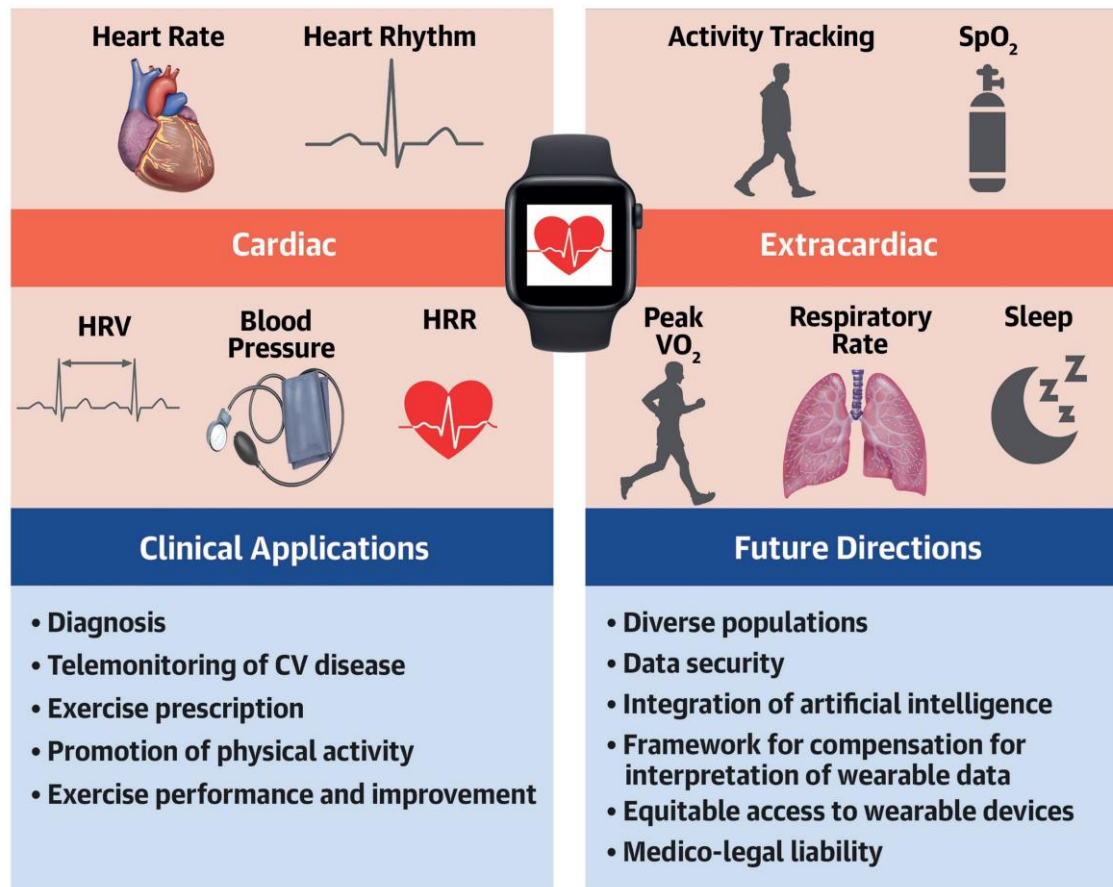 Heart Rate
Heart Rhythm
Cardiac
HRV
Blood
Pressure
HRR
Activity Tracking
SpO₂
Extracardiac
Peak
VO₂
Respiratory
Rate
Sleep
Z
Z
Z
Clinical Applications
• Diagnosis
• Telemonitoring of CV disease
• Exercise prescription
• Promotion of physical activity
• Exercise performance and improvement
Future Directions
• Diverse populations
• Data security
• Integration of artificial intelligence
• Framework for compensation for
interpretation of wearable data
• Equitable access to wearable devices
• Medico-legal liability